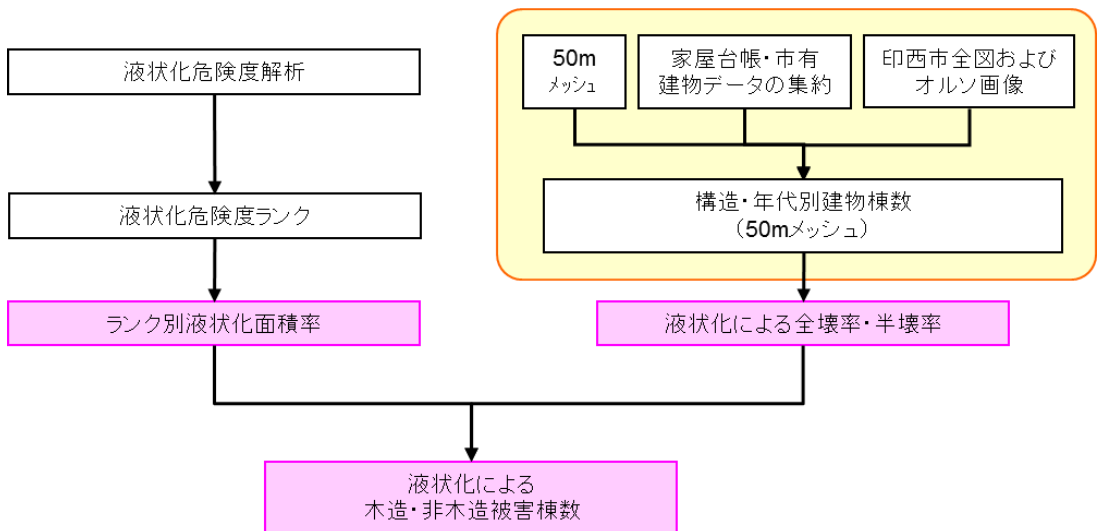 液状化危険度解析
50m
メッシュ
家屋台帳・市有
建物データの集約
印西市全図および
オルソ画像
液状化危険度ランク
構造・年代別建物棟数
（50mメッシュ）
ランク別液状化面積率
液状化による全壊率・半壊率
液状化による
木造・非木造被害棟数